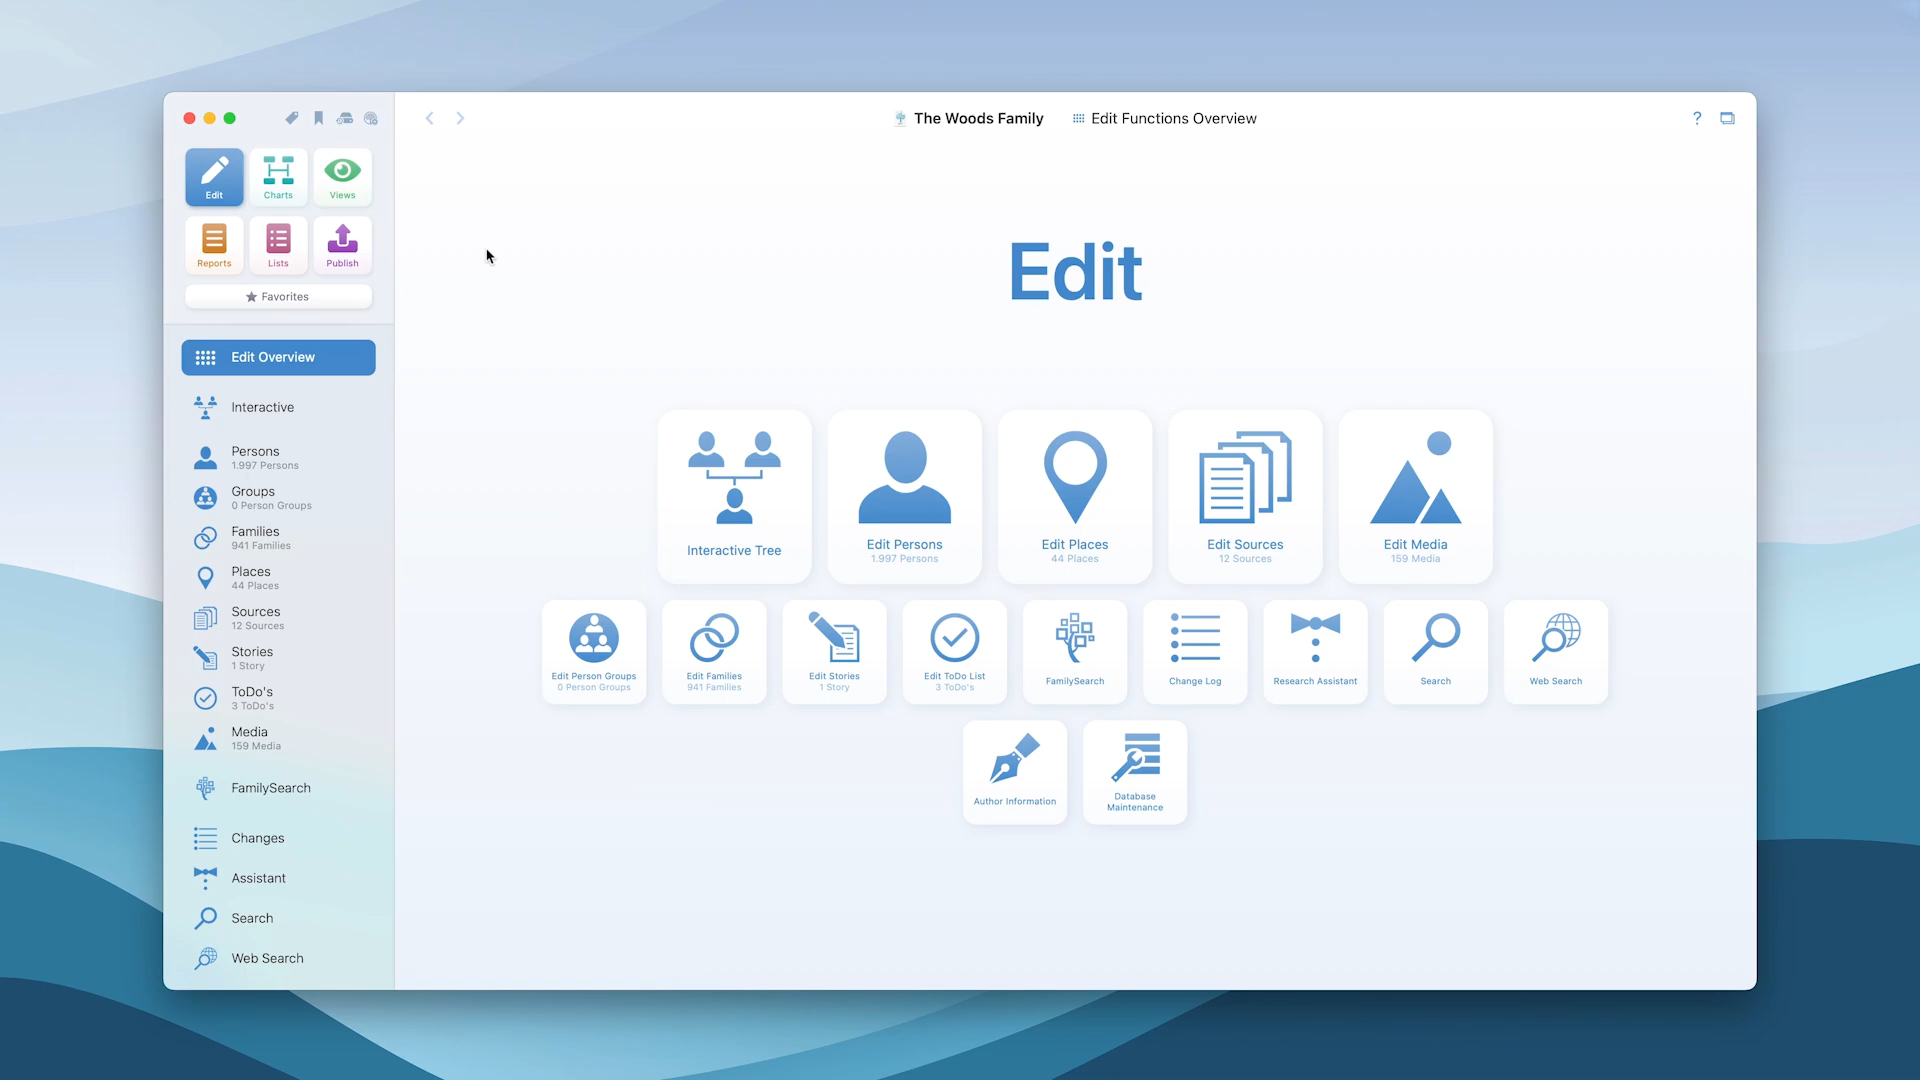 The Woods Family
Edit Functions Overview
?
Edit
Charts
Views
Reports
Lists
Publish
Favorites
Edit Overview
Interactive
Persons
1.997 Persons
Groups
0 Person Groups
Families
941 Families
Places
44 Places
Sources
12 Sources
Stories
1 Story
ToDo's
3 ToDo's
Media
159 Media
FamilySearch
Changes
Assistant
Search
Web Search
Edit
Interactive Tree
Edit Persons
1.997 Persons
Edit Places
44 Places
Edit Sources
12 Sources
Edit Media
159 Media
Edit Person Groups
0 Person Groups
Edit Families
941 Families
Edit Stories
1 Story
Edit ToDo List
3 ToDo's
FamilySearch
Change Log
Research Assistant
Search
Web Search
Author Information
Database
Maintenance